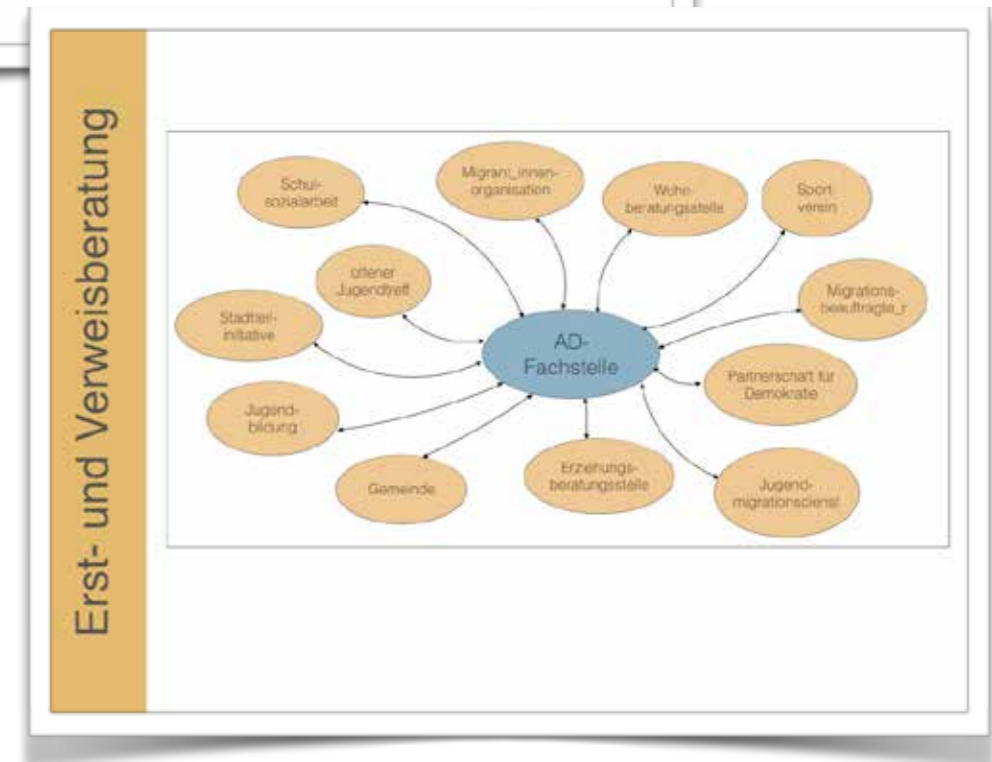 Erst- und Verweisberatung
Schul-
sozialarbeit
Migrant_innen-
organisation
Wohn-
beratungsstelle
Sport-
verein
offener
Jugendtreff
Migrations-
beauftragte_r
Stadtteil-
initiative
AD-
Fachstelle
Partnerschaft für
Demokratie
Jugend-
bildung
Gemeinde
Erziehungs-
beratungsstelle
Jugend-
migrationsdienst